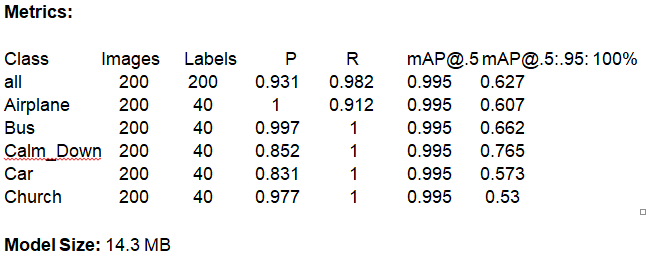 Metrics:
Class Images Labels P R mAP@.5 mAP@.5:.95: 100%
all 200 200 0.931 0.982 0.995 0.627
Airplane 200 40 1 0.912 0.995 0.607
Bus 200 40 0.997 1 0.995 0.662
Calm_Down 200 40 0.852 1 0.995 0.765
Car 200 40 0.831 1 0.995 0.573
Church 200 40 0.977 1 0.995 0.53
Model Size: 14.3 MB